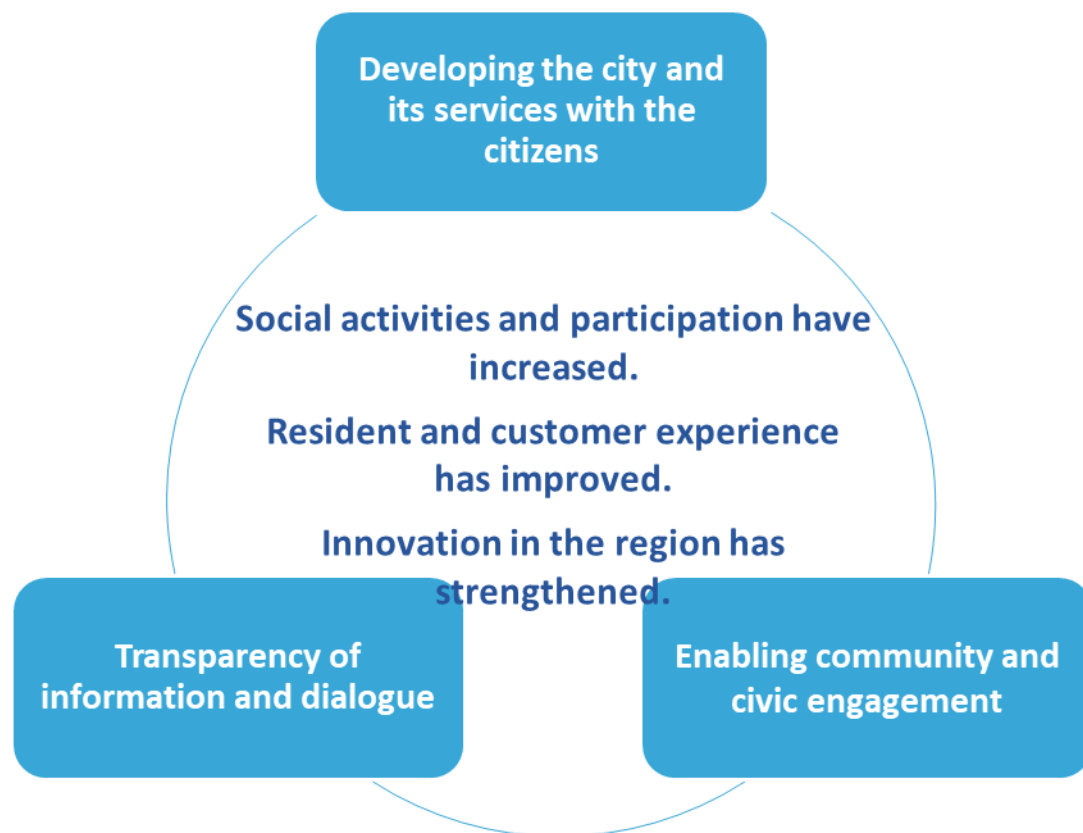 Developing the city and
its services with the
citizens
Social activities and participation have
increased.
Resident and customer experience
has improved.
Innovation in the region has
strengthened.
Transparency of
information and dialogue
Enabling community and
civic engagement